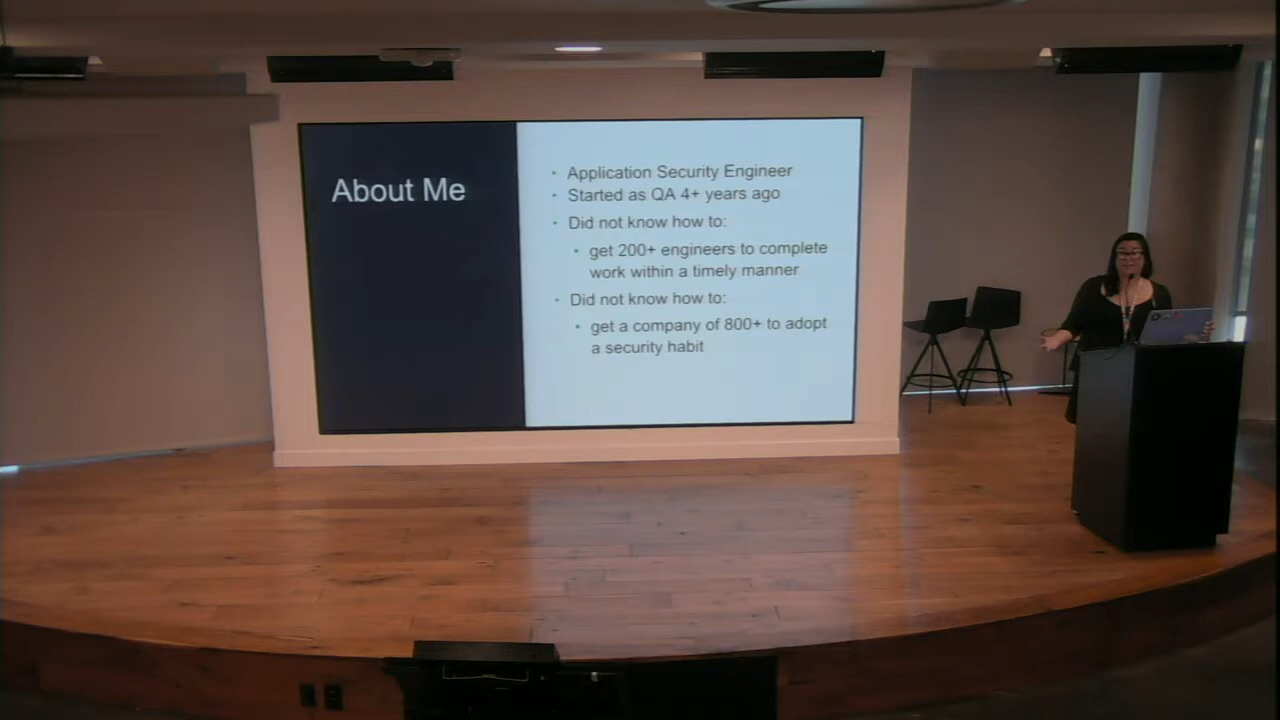 About Me
· Application Security Engineer
· Started as QA 4+ years ago
· Did not know how to:
· get 200+ engineers to complete
work within a timely manner
· Did not know how to:
· get a company of 800+ to adopt
a security habit